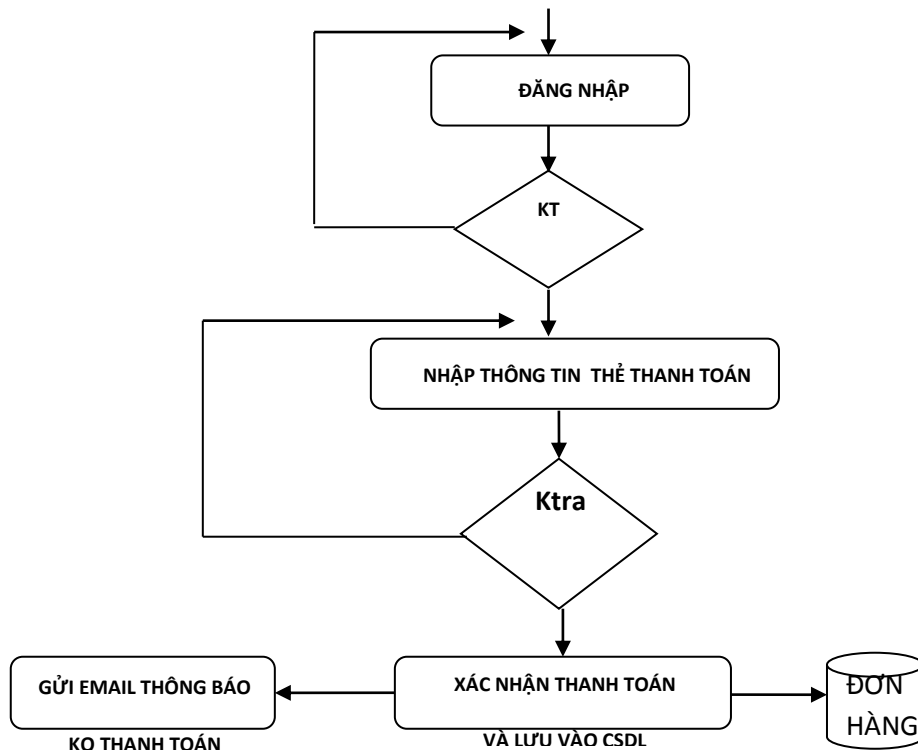 ĐĂNG NHẬP
KT
NHẬP THÔNG TIN THẺ THANH TOÁN
Ktra
GỬI EMAIL THÔNG BÁO
KO THANH TOÁN
XÁC NHẬN THANH TOÁN
VÀ LƯU VÀO CSDL
ĐƠN
HÀNG